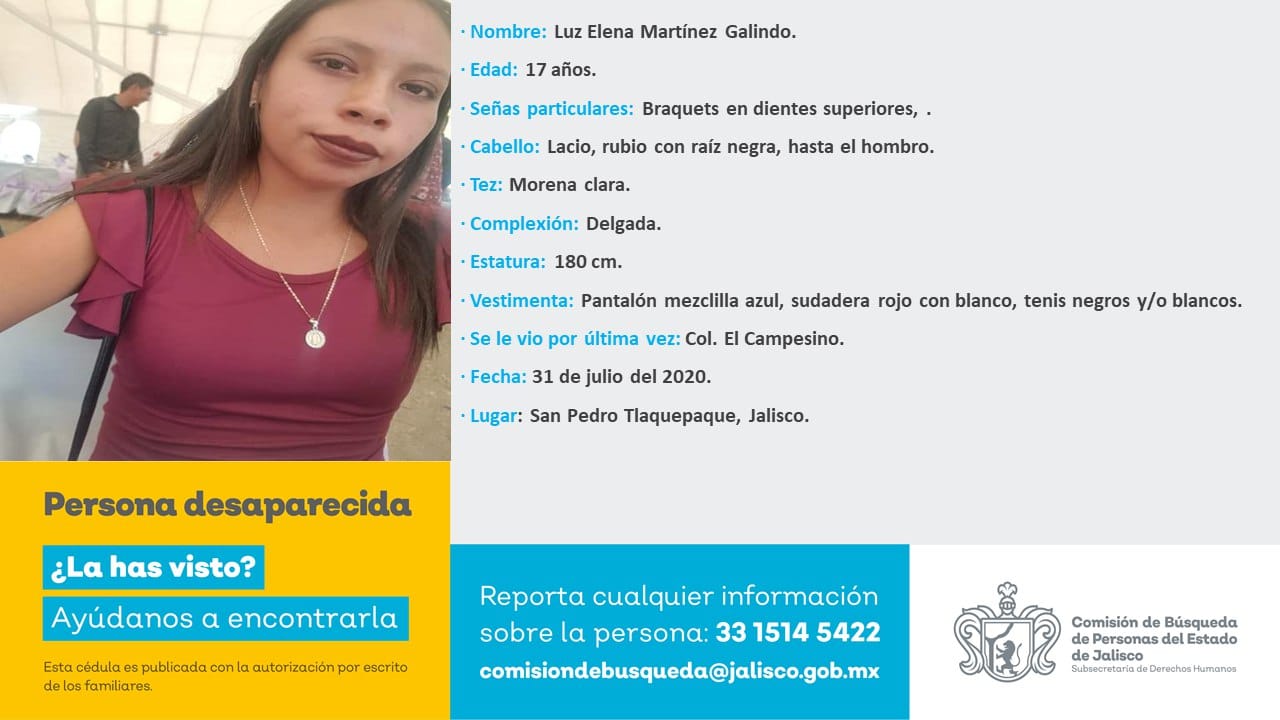 · Nombre: Luz Elena Martínez Galindo.
· Edad: 17 años.
· Señas particulares: Braquets en dientes superiores, .
· Cabello: Lacio, rubio con raíz negra, hasta el hombro.
· Tez: Morena clara.
· Complexión: Delgada.
· Estatura: 180 cm.
· Vestimenta: Pantalón mezclilla azul, sudadera rojo con blanco, tenis negros y/o blancos.
· Se le vio por última vez: Col. El Campesino.
· Fecha: 31 de julio del 2020.
· Lugar: San Pedro Tlaquepaque, Jalisco.
Persona desaparecida
¿La has visto?
Ayúdanos a encontrarla
Esta cédula es publicada con la autorización por escrito
de los familiares.
Reporta cualquier información
sobre la persona: 33 1514 5422
comisiondebusqueda@jalisco.gob.mx
Comisión de Búsqueda
de Personas del Estado
de Jalisco
Subsecretaría de Derechos Humanos